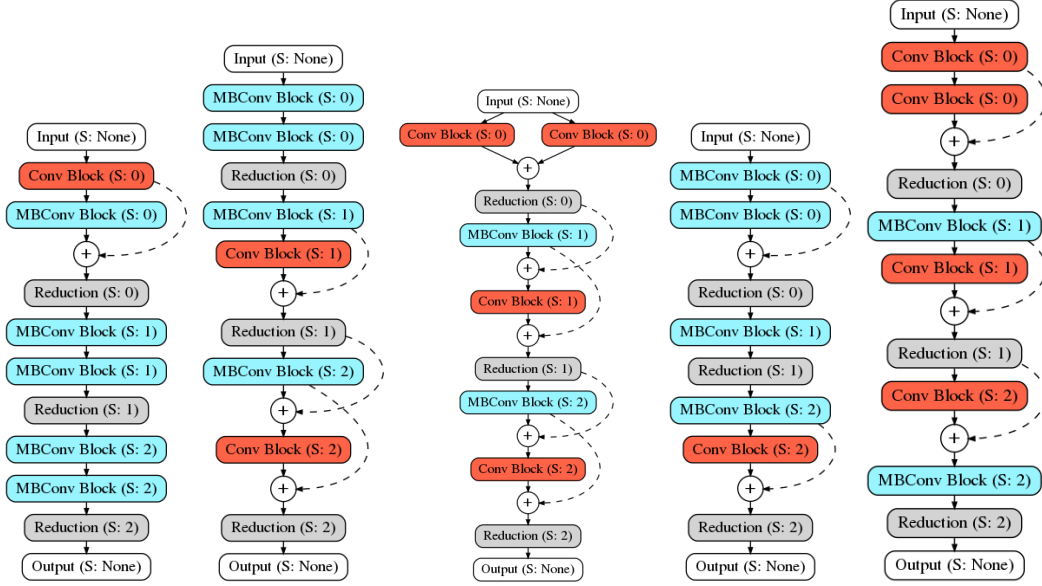 Input (S: None)
Conv Block (S: 0)
MBConv Block (S: 0)
+
Reduction (S: 0)
MBConv Block (S: 1)
MBConv Block (S: 1)
Reduction (S: 1)
MBConv Block (S: 2)
MBConv Block (S: 2)
Reduction (S: 2)
Output (S: None)
Input (S: None)
MBConv Block (S: 0)
MBConv Block (S: 0)
Reduction (S: 0)
MBConv Block (S: 1)
Conv Block (S: 1)
+
Reduction (S: 1)
MBConv Block (S: 2)
+
Conv Block (S: 2)
+
Reduction (S: 2)
Output (S: None)
Input (S: None)
Conv Block (S: 0) Conv Block (S: 0)
+
Reduction (S: 0)
MBConv Block (S: 1)
+
Conv Block (S: 1)
+
Reduction (S: 1)
MBConv Block (S: 2)
+
Conv Block (S: 2)
+
Reduction (S: 2)
Output (S: None)
Input (S: None)
MBConv Block (S: 0)
MBConv Block (S: 0)
+
Reduction (S: 0)
MBConv Block (S: 1)
Reduction (S: 1)
MBConv Block (S: 2)
Conv Block (S: 2)
+
Reduction (S: 2)
Output (S: None)
Input (S: None)
Conv Block (S: 0)
Conv Block (S: 0)
+
Reduction (S: 0)
MBConv Block (S: 1)
Conv Block (S: 1)
+
Reduction (S: 1)
Conv Block (S: 2)
+
MBConv Block (S: 2)
Reduction (S: 2)
Output (S: None)